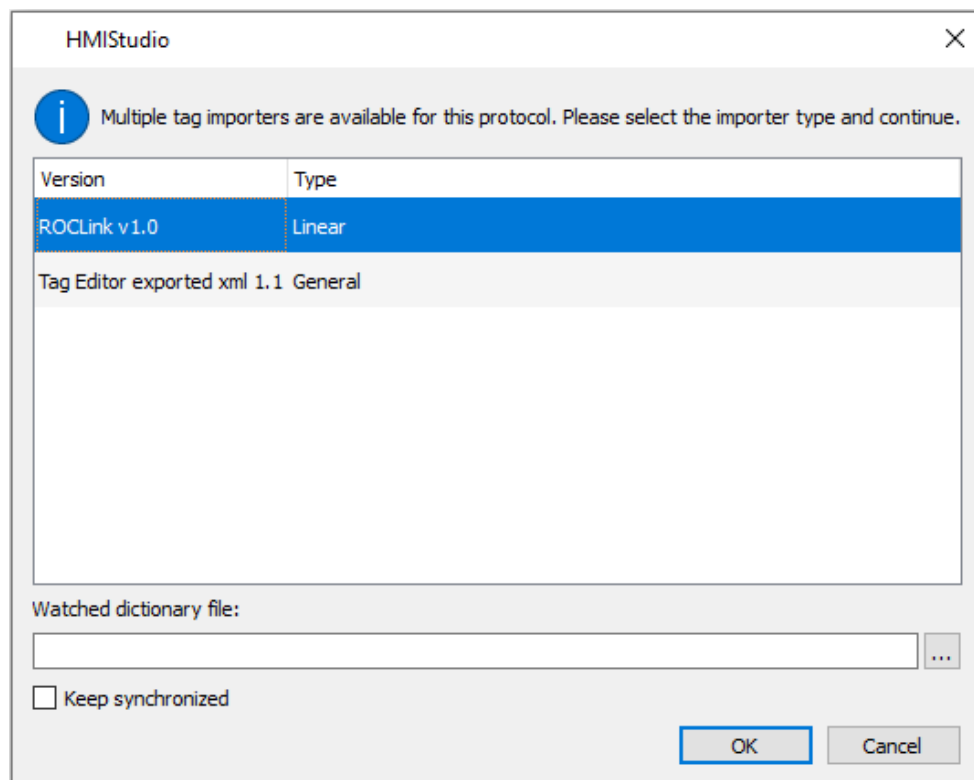 HMIStudio
Multiple tag importers are available for this protocol. Please select the importer type and continue.
Version Type
ROCLink v1.0 Linear
Tag Editor exported xml 1.1 General
Watched dictionary file:
...
Keep synchronized
OK Cancel